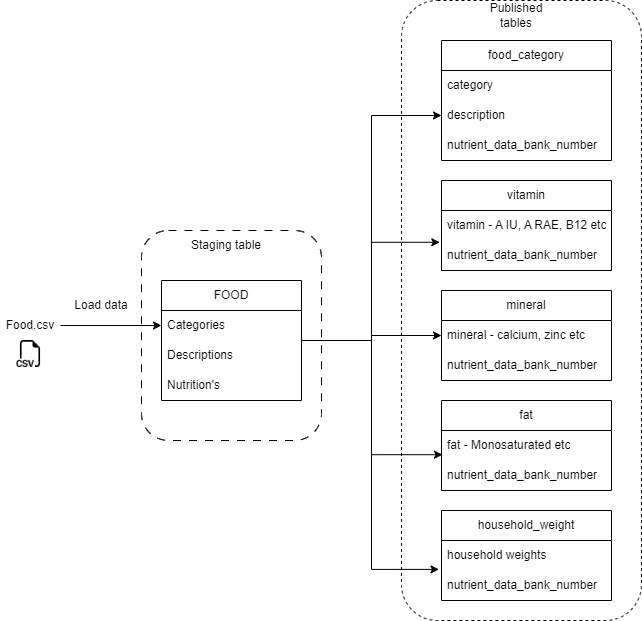 Published
tables
food_category
category
description
nutrient_data_bank_number
vitamin
vitamin - A IU, A RAE, B12 etc
nutrient_data_bank_number
Staging table
FOOD
Categories
Descriptions
Nutrition's
Load data
Food.csv
CSV
mineral
mineral - calcium, zinc etc
nutrient_data_bank_number
fat
fat - Monosaturated etc
nutrient_data_bank_number
household_weight
household weights
nutrient_data_bank_number